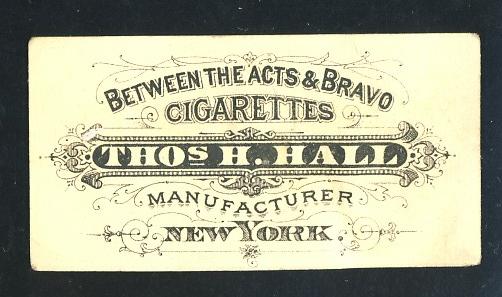 BETWEEN THE ACTS & BRAVO
CIGARETTES
THOS H. HALL
MANUFACTURER
NEW YORK.